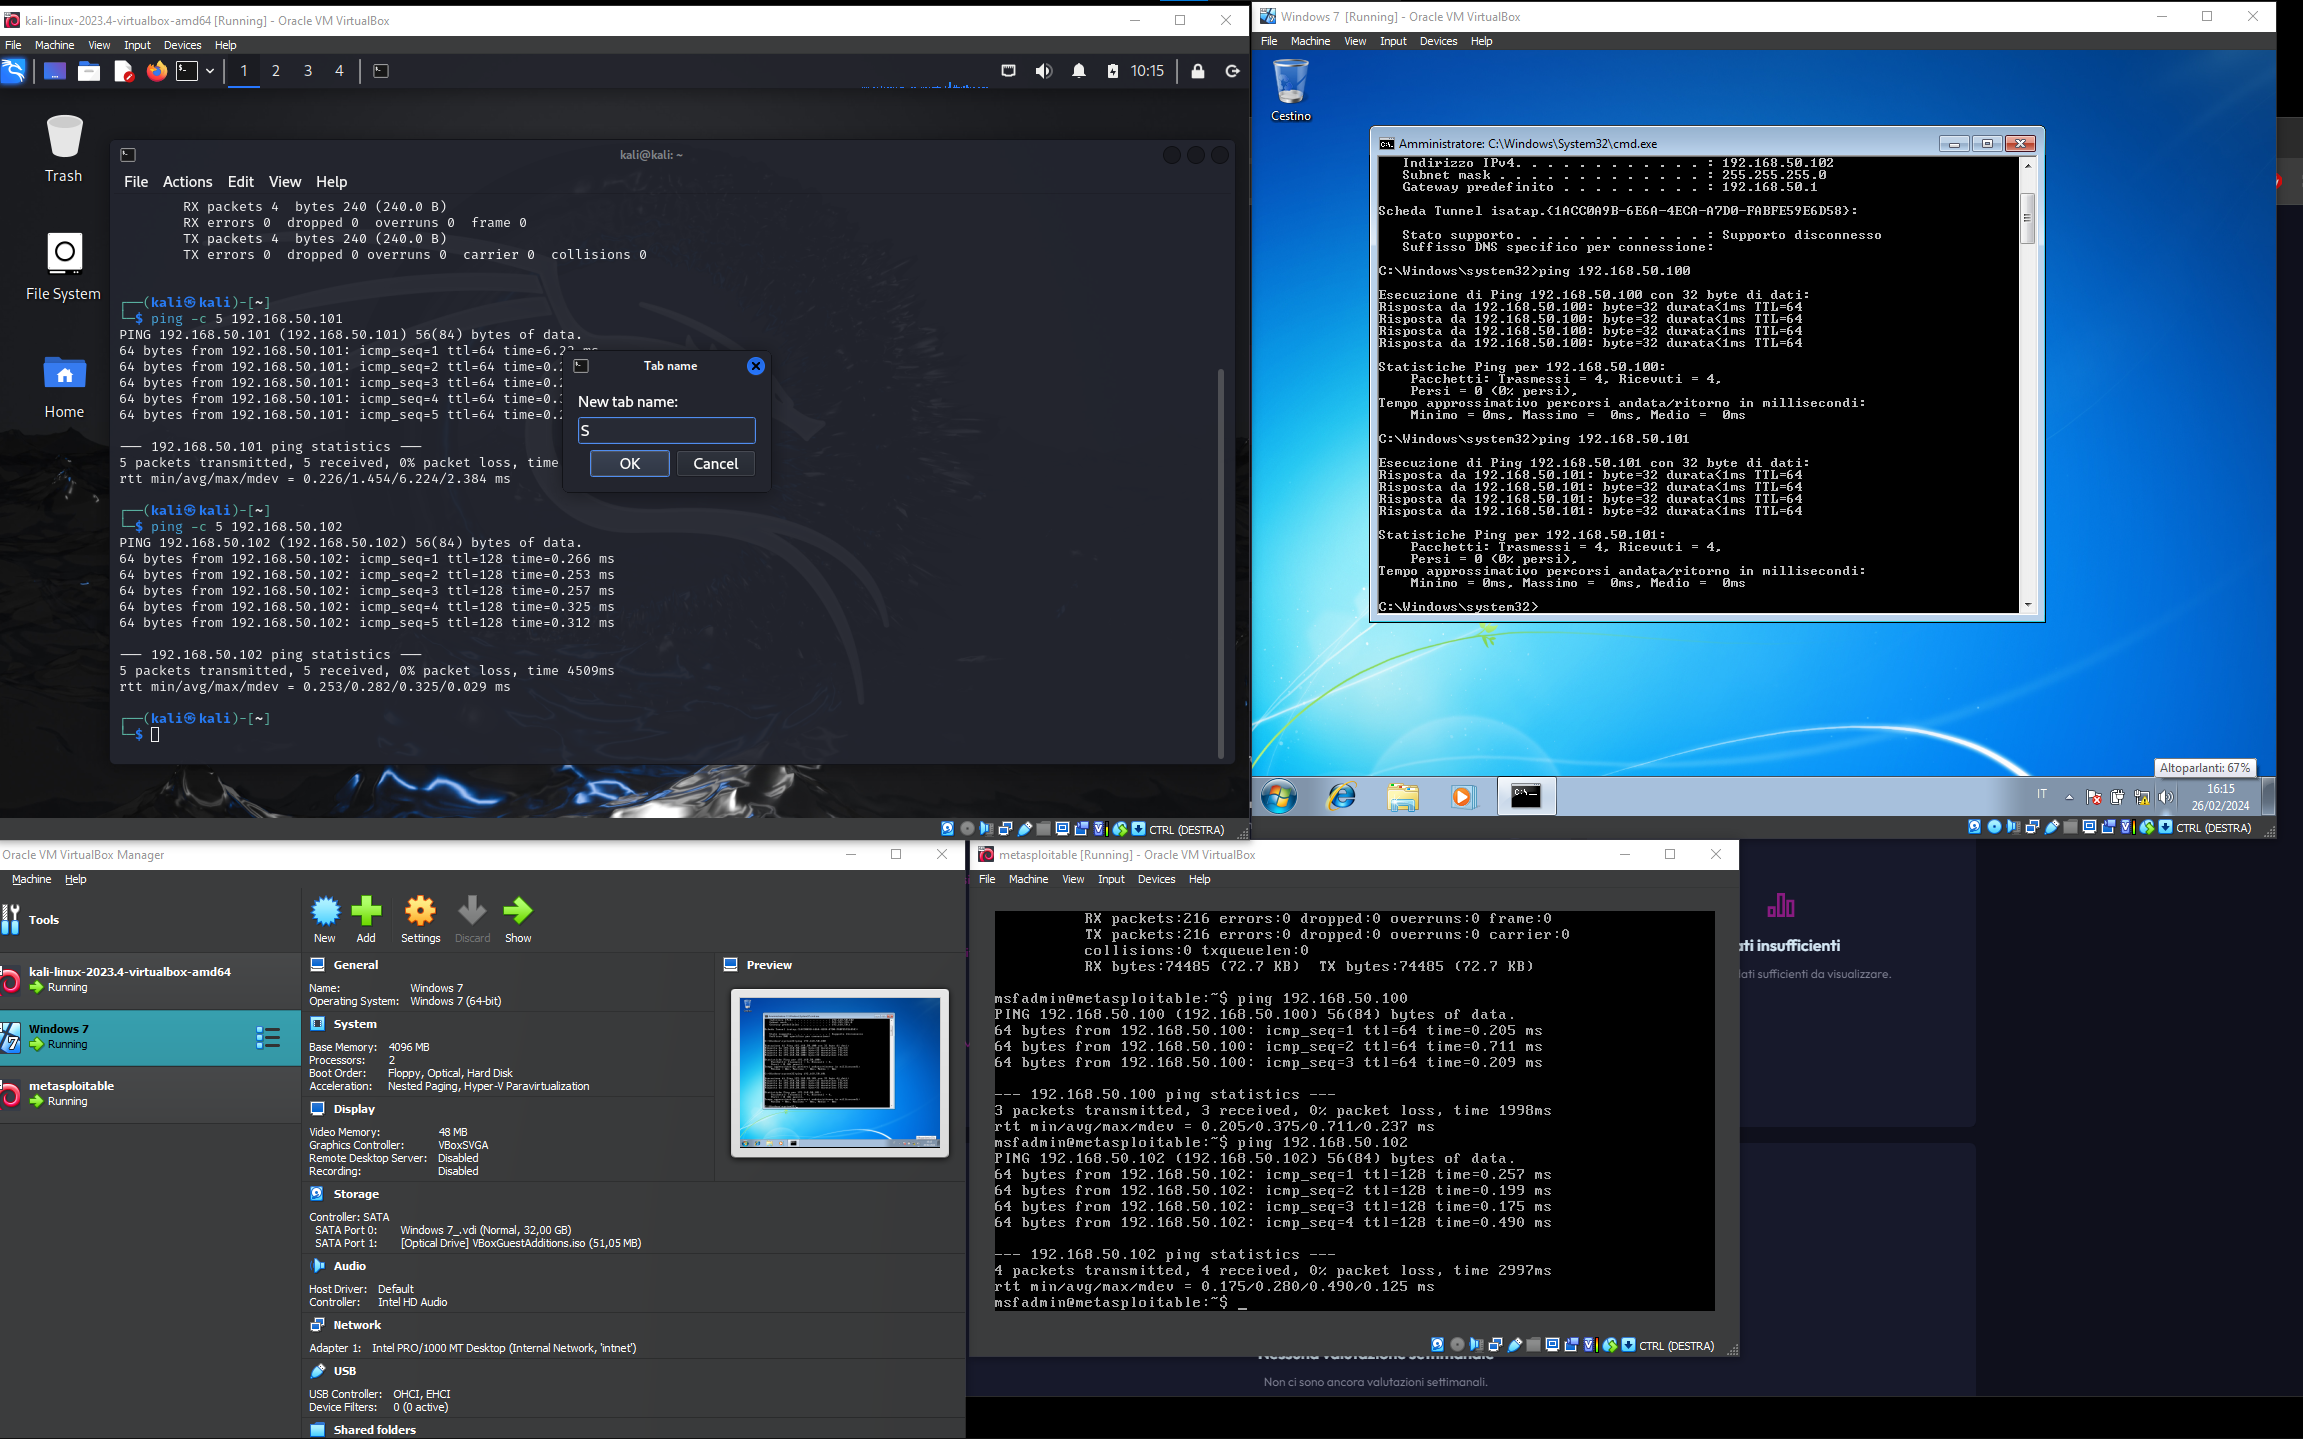 kali-linux-2023.4-virtualbox-amd64 [Running] - Oracle VM VirtualBox
File Machine View Input Devices Help
1 2 3 4
10:15
Trash
File System
Home
kali@kali: ~
File Actions Edit View Help
RX packets 4  bytes 240 (240.0 B)
RX errors 0  dropped 0  overruns 0  frame 0
TX packets 4  bytes 240 (240.0 B)
TX errors 0  dropped 0 overruns 0  carrier 0  collisions 0
┌──(kali㉿kali)-[~]
└─$ ping -c 5 192.168.50.101
PING 192.168.50.101 (192.168.50.101) 56(84) bytes of data.
64 bytes from 192.168.50.101: icmp_seq=1 ttl=64
64 bytes from 192.168.50.101: icmp_seq=2 ttl=64 time=0.
64 bytes from 192.168.50.101: icmp_seq=3 ttl=64 time=0.
64 bytes from 192.168.50.101: icmp_seq=4 ttl=64 time=0.
64 bytes from 192.168.50.101: icmp_seq=5 ttl=64 time=0.
─── 192.168.50.101 ping statistics ───
5 packets transmitted, 5 received, 0% packet loss, time
rtt min/avg/max/mdev = 0.226/1.454/6.224/2.384 ms
┌──(kali㉿kali)-[~]
└─$ ping -c 5 192.168.50.102
PING 192.168.50.102 (192.168.50.102) 56(84) bytes of data.
64 bytes from 192.168.50.102: icmp_seq=1 ttl=128 time=0.266 ms
64 bytes from 192.168.50.102: icmp_seq=2 ttl=128 time=0.253 ms
64 bytes from 192.168.50.102: icmp_seq=3 ttl=128 time=0.257 ms
64 bytes from 192.168.50.102: icmp_seq=4 ttl=128 time=0.325 ms
64 bytes from 192.168.50.102: icmp_seq=5 ttl=128 time=0.312 ms
─── 192.168.50.102 ping statistics ───
5 packets transmitted, 5 received, 0% packet loss, time 4509ms
rtt min/avg/max/mdev = 0.253/0.282/0.325/0.029 ms
┌──(kali㉿kali)-[~]
└─$
Tab name
New tab name:
S
OK Cancel
CTRL (DESTRA)
Windows 7  [Running] - Oracle VM VirtualBox
File Machine View Input Devices Help
Cestino
Amministratore: C:\Windows\System32\cmd.exe
Indirizzo IPv4. . . . . . . . . . . . : 192.168.50.102
Subnet mask . . . . . . . . . . . . . : 255.255.255.0
Gateway predefinito . . . . . . . . . : 192.168.50.1
Scheda Tunnel isatap.{1ACC0A9B-6E6A-4ECA-A7D0-FABFE59E6D58}:
Stato supporto. . . . . . . . . . . . : Supporto disconnesso
Suffisso DNS specifico per connessione:
C:\Windows\system32>ping 192.168.50.100
Esecuzione di Ping 192.168.50.100 con 32 byte di dati:
Risposta da 192.168.50.100: byte=32 durata<1ms TTL=64
Risposta da 192.168.50.100: byte=32 durata<1ms TTL=64
Risposta da 192.168.50.100: byte=32 durata<1ms TTL=64
Risposta da 192.168.50.100: byte=32 durata<1ms TTL=64
Statistiche Ping per 192.168.50.100:
Pacchetti: Trasmessi = 4, Ricevuti = 4,
Persi = 0 (0% persi),
Tempo approssimativo percorsi andata/ritorno in millisecondi:
Minimo = 0ms, Massimo =  0ms, Medio =  0ms
C:\Windows\system32>ping 192.168.50.101
Esecuzione di Ping 192.168.50.101 con 32 byte di dati:
Risposta da 192.168.50.101: byte=32 durata<1ms TTL=64
Risposta da 192.168.50.101: byte=32 durata<1ms TTL=64
Risposta da 192.168.50.101: byte=32 durata<1ms TTL=64
Risposta da 192.168.50.101: byte=32 durata<1ms TTL=64
Statistiche Ping per 192.168.50.101:
Pacchetti: Trasmessi = 4, Ricevuti = 4,
Persi = 0 (0% persi),
Tempo approssimativo percorsi andata/ritorno in millisecondi:
Minimo = 0ms, Massimo =  0ms, Medio =  0ms
C:\Windows\system32>
Altoparlanti: 67%
IT
16:15
26/02/2024
CTRL (DESTRA)
Oracle VM VirtualBox Manager
Machine Help
Tools
kali-linux-2023.4-virtualbox-amd64
Running
Windows 7
Running
metasploitable
Running
New Add Settings Discard Show
General
Name: Windows 7
Operating System: Windows 7 (64-bit)
System
Base Memory: 4096 MB
Processors: 2
Boot Order: Floppy, Optical, Hard Disk
Acceleration: Nested Paging, Hyper-V Paravirtualization
Display
Video Memory: 48 MB
Graphics Controller: VBoxSVGA
Remote Desktop Server: Disabled
Recording: Disabled
Storage
Controller: SATA
SATA Port 0: Windows 7_.vdi (Normal, 32,00 GB)
SATA Port 1: [Optical Drive] VBoxGuestAdditions.iso (51,05 MB)
Audio
Host Driver: Default
Controller: Intel HD Audio
Network
Adapter 1: Intel PRO/1000 MT Desktop (Internal Network, 'intnet')
USB
USB Controller: OHCI, EHCI
Device Filters: 0 (0 active)
Shared folders
Preview
metasploitable [Running] - Oracle VM VirtualBox
File Machine View Input Devices Help
RX packets:216 errors:0 dropped:0 overruns:0 frame:0
TX packets:216 errors:0 dropped:0 overruns:0 carrier:0
collisions:0 txqueuelen:0
RX bytes:74485 (72.7 KB)  TX bytes:74485 (72.7 KB)
msfadmin@metasploitable:~$ ping 192.168.50.100
PING 192.168.50.100 (192.168.50.100) 56(84) bytes of data.
64 bytes from 192.168.50.100: icmp_seq=1 ttl=64 time=0.205 ms
64 bytes from 192.168.50.100: icmp_seq=2 ttl=64 time=0.711 ms
64 bytes from 192.168.50.100: icmp_seq=3 ttl=64 time=0.209 ms
--- 192.168.50.100 ping statistics ---
3 packets transmitted, 3 received, 0% packet loss, time 1998ms
rtt min/avg/max/mdev = 0.205/0.375/0.711/0.237 ms
msfadmin@metasploitable:~$ ping 192.168.50.102
PING 192.168.50.102 (192.168.50.102) 56(84) bytes of data.
64 bytes from 192.168.50.102: icmp_seq=1 ttl=128 time=0.257 ms
64 bytes from 192.168.50.102: icmp_seq=2 ttl=128 time=0.199 ms
64 bytes from 192.168.50.102: icmp_seq=3 ttl=128 time=0.175 ms
64 bytes from 192.168.50.102: icmp_seq=4 ttl=128 time=0.490 ms
--- 192.168.50.102 ping statistics ---
4 packets transmitted, 4 received, 0% packet loss, time 2997ms
rtt min/avg/max/mdev = 0.175/0.280/0.490/0.125 ms
msfadmin@metasploitable:~$ _
CTRL (DESTRA)
ati insufficienti
lati sufficienti da visualizzare.
Nessuna valutazione settimanale
Non ci sono ancora valutazioni settimanali.